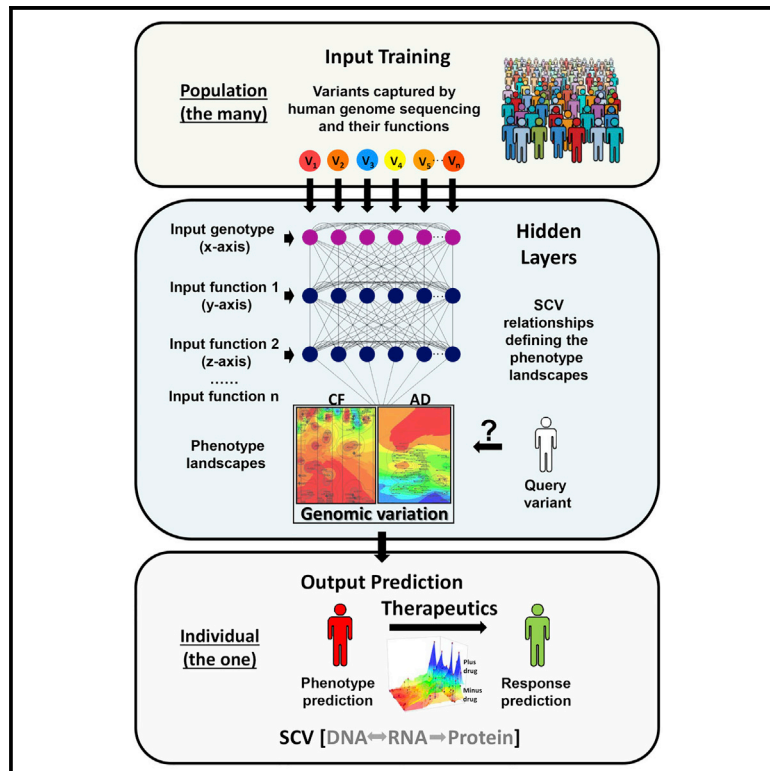 Input Training
Population
(the many)
Variants captured by
human genome sequencing
and their functions
V1 V2 V3 V4 V5 ... Vn
Input genotype
(x-axis)
Hidden
Layers
Input function 1
(y-axis)
Input function 2
(z-axis)
......
Input function n
SCV
relationships
defining the
phenotype
landscapes
CF AD
Phenotype
landscapes
?
Query
variant
Genomic variation
Output Prediction
Therapeutics
Individual
(the one)
Plus
drug
Minus
drug
Phenotype
prediction
Response
prediction
SCV [DNA⬌RNA➡Protein]